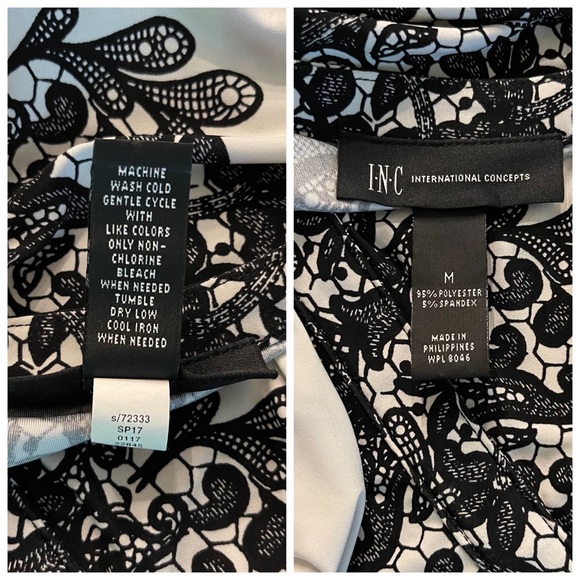 MACHINE
WASH COLD
GENTLE CYCLE
WITH
LIKE COLORS
ONLY NON-
CHLORINE
BLEACH
WHEN NEEDED
TUMBLE
DRY LOW
COOL IRON
WHEN NEEDED
s/72333
SP17
0117
I·N·C INTERNATIONAL CONCEPTS
M
95% POLYESTER
5% SPANDEX
MADE IN
PHILIPPINES
WPL 8046